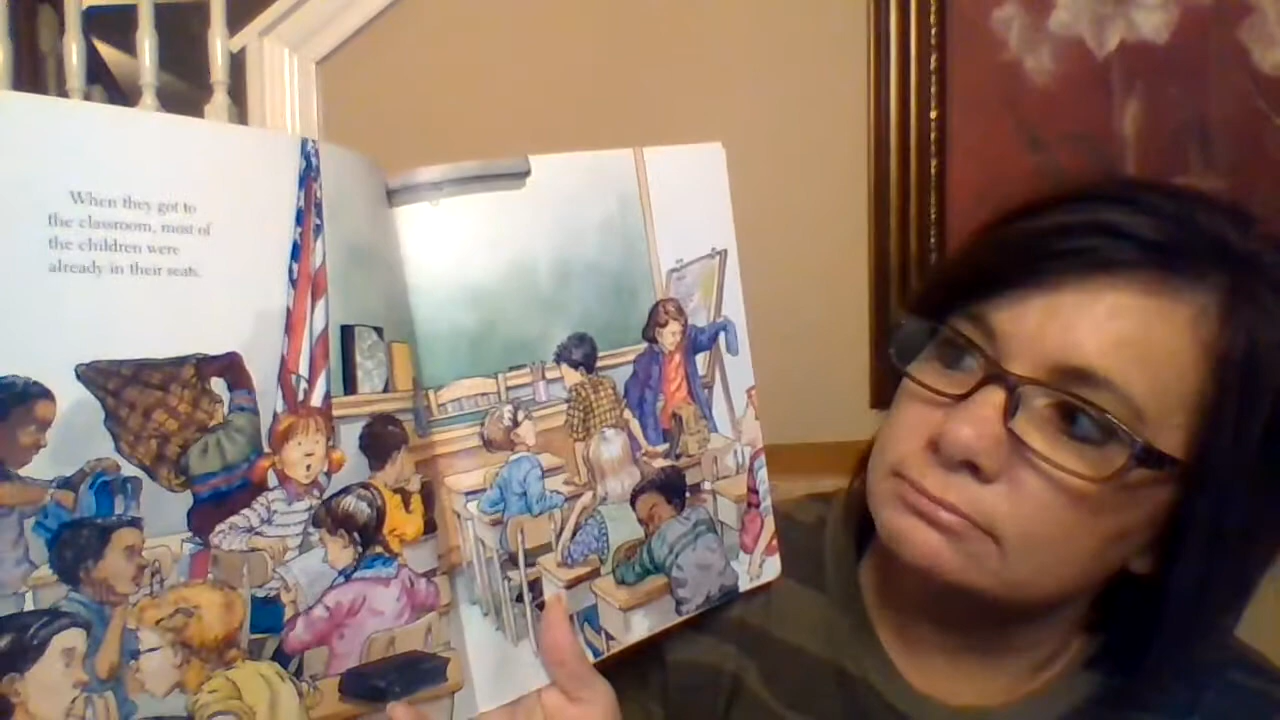 When they got to
the classroom, most of
the children were
already in their seats.